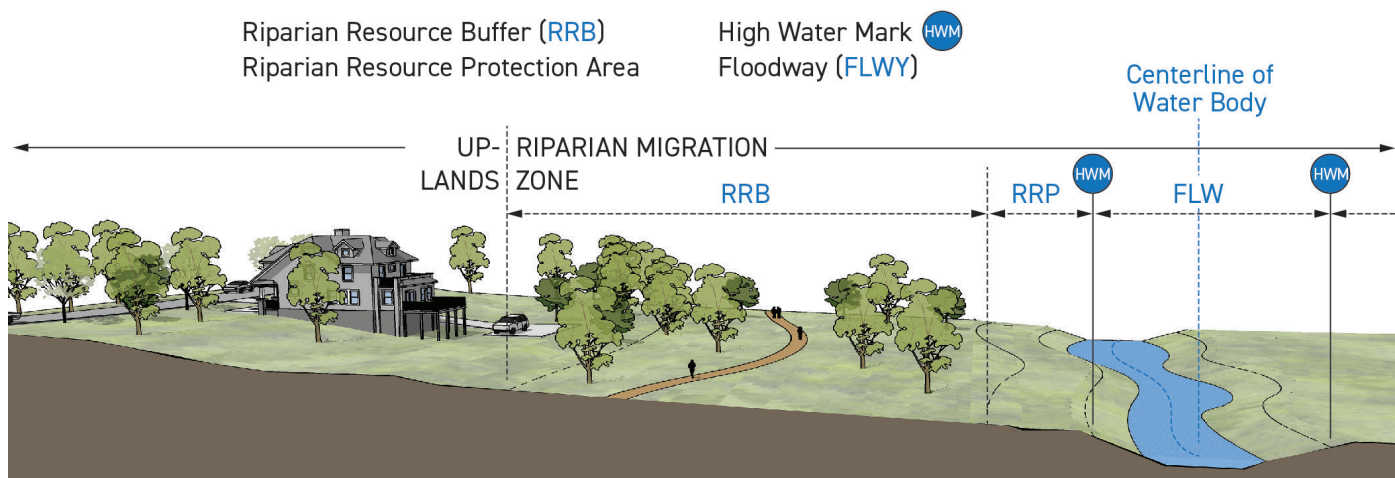 Riparian Resource Buffer (RRB)
Riparian Resource Protection Area
High Water Mark HWM
Floodway (FLWY)
Centerline of
Water Body
UP-
LANDS
RIPARIAN MIGRATION
ZONE
HWM
HWM
RRB
RRP
FLW